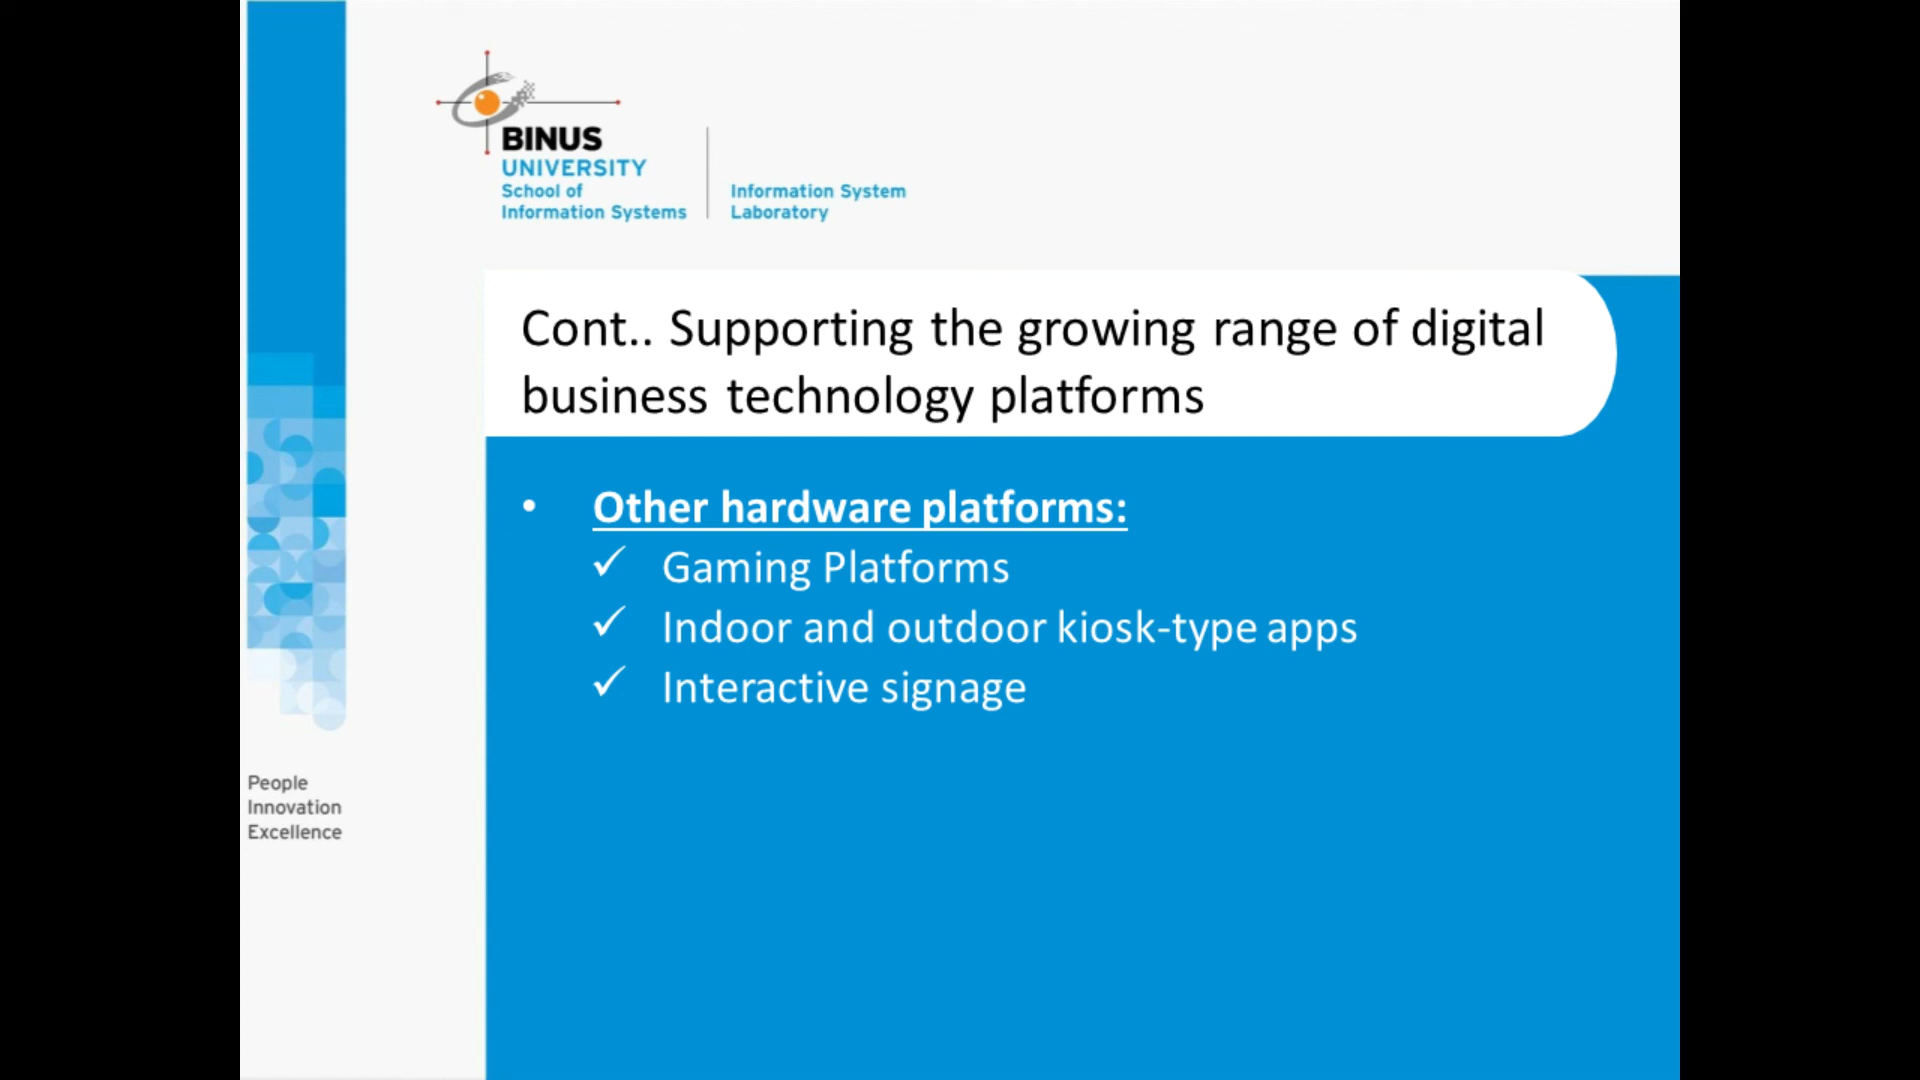 BINUS
UNIVERSITY
School of
Information Systems
Information System
Laboratory
Cont.. Supporting the growing range of digital
business technology platforms
• Other hardware platforms:
✓ Gaming Platforms
✓ Indoor and outdoor kiosk-type apps
✓ Interactive signage
People
Innovation
Excellence